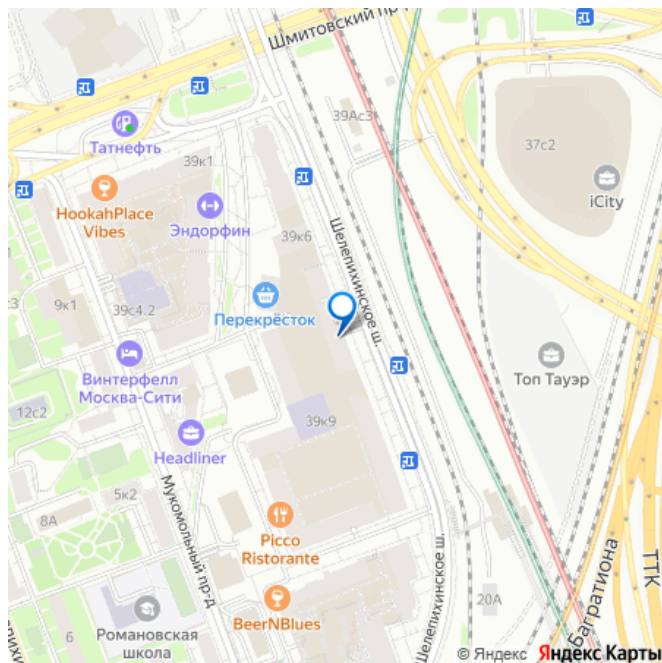 Шмитовский пр-д
39Ас3
37с2
Татнефть
39к1
iCity
HookahPlace
Vibes
Эндорфин
39к6
Шелепихинское ш.
9к1
39с4.2
Перекрёсток
Винтерфелл
Москва-Сити
Топ Тауэр
12с2
39к9
Headliner
5к2
8А
Мукомольный пр-д
Picco
Ristorante
Шелепихинское ш.
Багратиона
ТТК
20А
BeerNBlues
6
Романовская
школа
© Яндекс Яндекс Карты